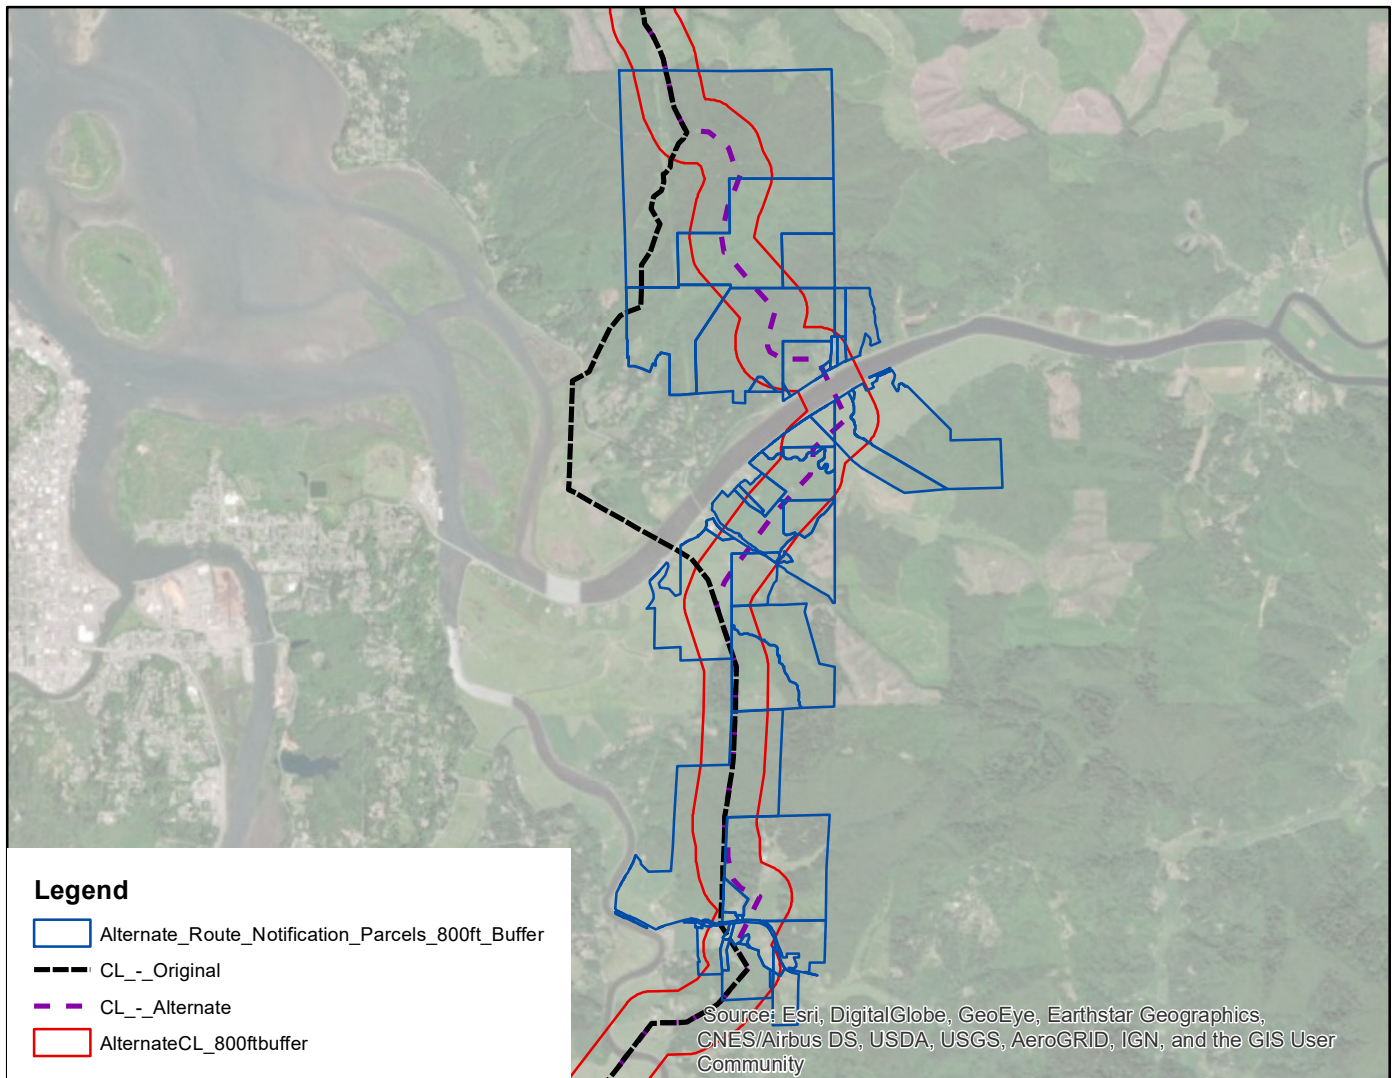 Legend
Alternate_Route_Notification_Parcels_800ft_Buffer
CL_-_Original
CL_-_Alternate
AlternateCL_800ftbuffer
Source: Esri, DigitalGlobe, GeoEye, Earthstar Geographics,
CNES/Airbus DS, USDA, USGS, AeroGRID, IGN, and the GIS User
Community